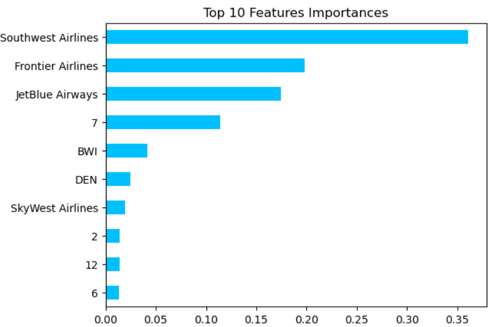 Top 10 Features Importances
Southwest Airlines
Frontier Airlines
JetBlue Airways
7
BWI
DEN
SkyWest Airlines
2
12
6
0.00 0.05 0.10 0.15 0.20 0.25 0.30 0.35